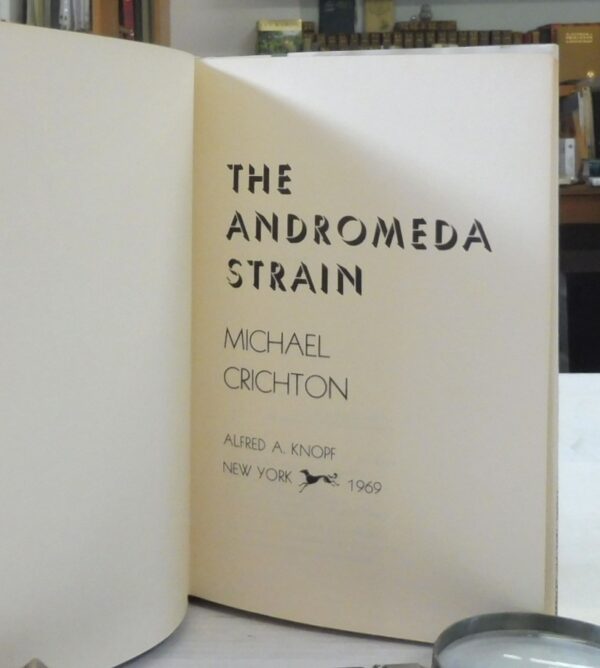 THE
ANDROMEDA
STRAIN
MICHAEL
CRICHTON
ALFRED A. KNOPF
NEW YORK 1969